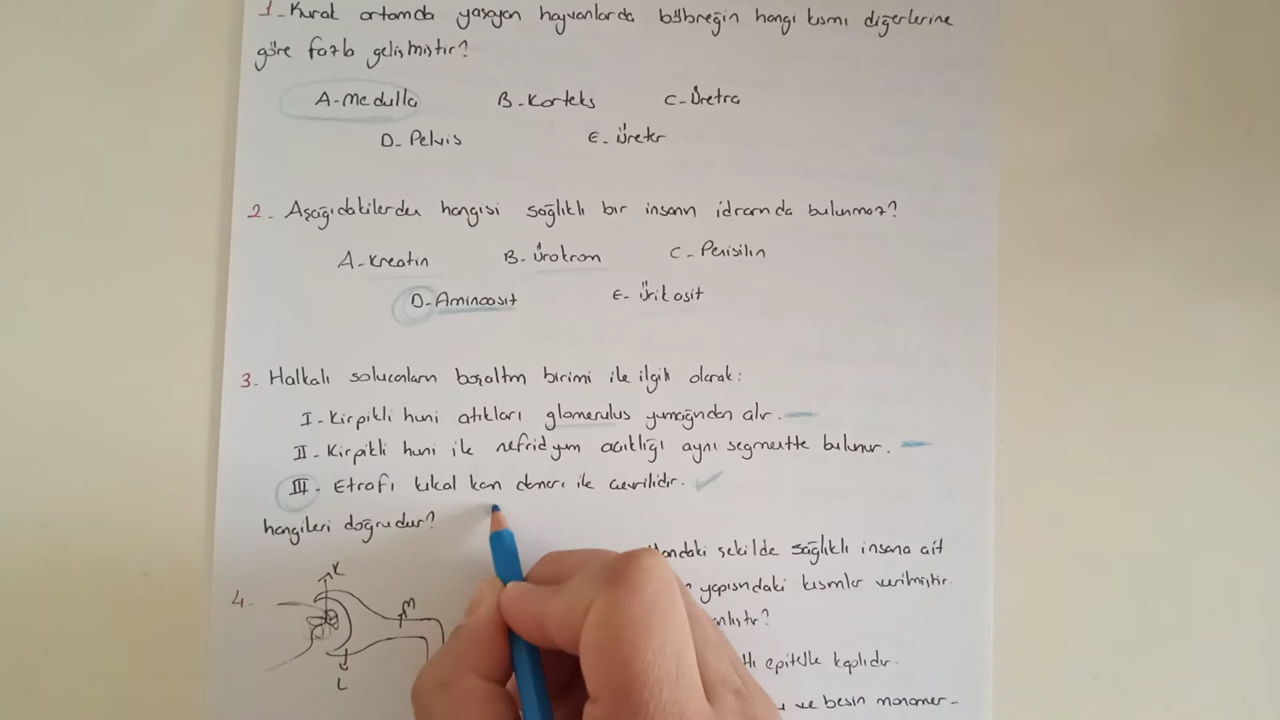 1- Kurak ortamda yaşayan hayvanlarda böbreğin hangi kısmı diğerlerine
göre fazla gelişmiştir?
A- Medulla B- Korteks C- Üretra
D- Pelvis E- Üreter
2- Aşağıdakilerden hangisi sağlıklı bir insanın idrarında bulunmaz?
A- Kreatin B- Ürokrom C- Penisilin
D- Aminoasit E- Ürik asit
3- Halkalı solucanların boşaltım birimi ile ilgili olarak:
I- Kirpikli huni atıkları glomerulus yumağından alır.
II- Kirpikli huni ile nefridyum açıklığı aynı segmentte bulunur.
III- Etrafı kılcal kan damarı ile çevrilidir.
hangileri doğrudur?
4- K M L
şekilde sağlıklı insana ait
yapısındaki kısımlar verilmiştir.
epitelle kaplıdır.
ve besin monomer-